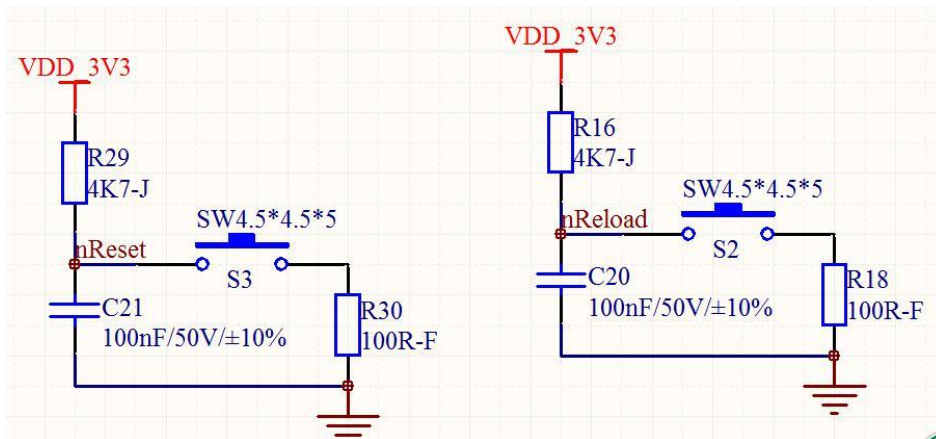 VDD_3V3
R29
4K7-J
nReset
SW4.5*4.5*5
S3
C21
100nF/50V/±10%
R30
100R-F
VDD_3V3
R16
4K7-J
nReload
SW4.5*4.5*5
S2
C20
100nF/50V/±10%
R18
100R-F